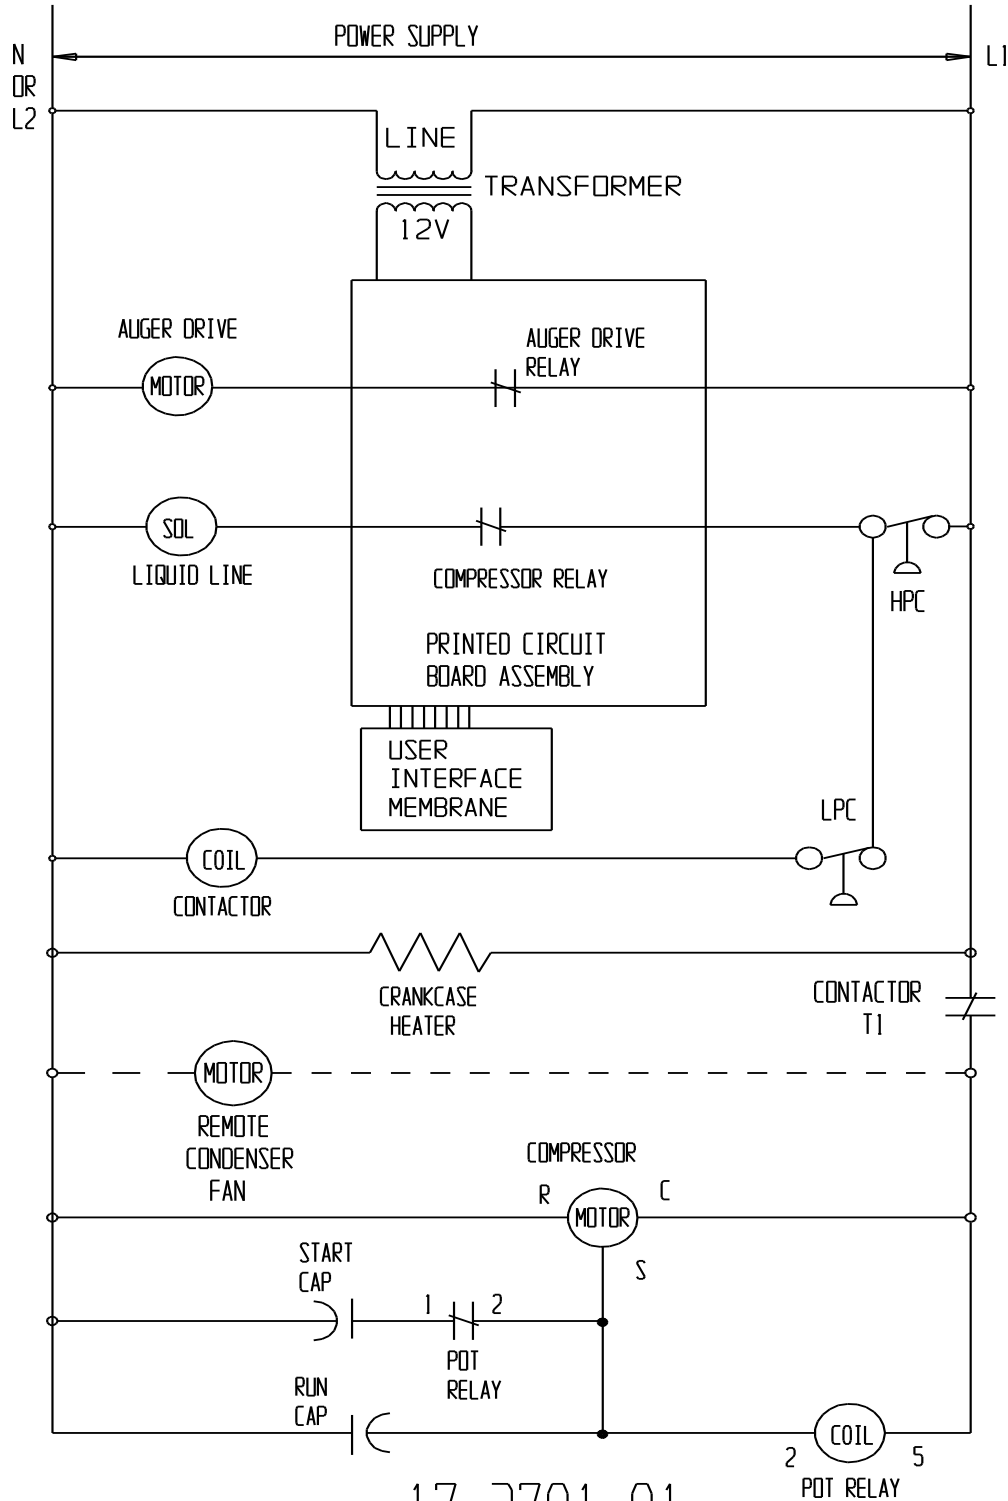 POWER SUPPLY
N
OR
L2
L1
LINE
TRANSFORMER
12V
AUGER DRIVE
MOTOR
AUGER DRIVE
RELAY
SOL
LIQUID LINE
COMPRESSOR RELAY
HPC
PRINTED CIRCUIT
BOARD ASSEMBLY
USER
INTERFACE
MEMBRANE
LPC
COIL
CONTACTOR
CRANKCASE
HEATER
CONTACTOR
T1
MOTOR
REMOTE
CONDENSER
FAN
COMPRESSOR
R
C
MOTOR
S
START
CAP
1
2
POT
RELAY
RUN
CAP
COIL
2
5
POT RELAY